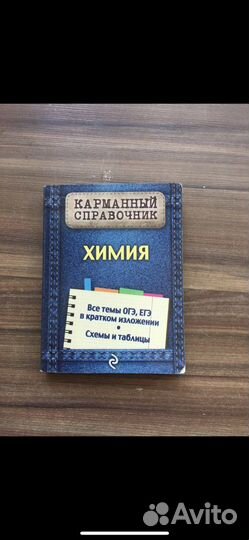 КАРМАННЫЙ
СПРАВОЧНИК
ХИМИЯ
Все темы ОГЭ, ЕГЭ
в кратком изложении
•
Схемы и таблицы
Avito